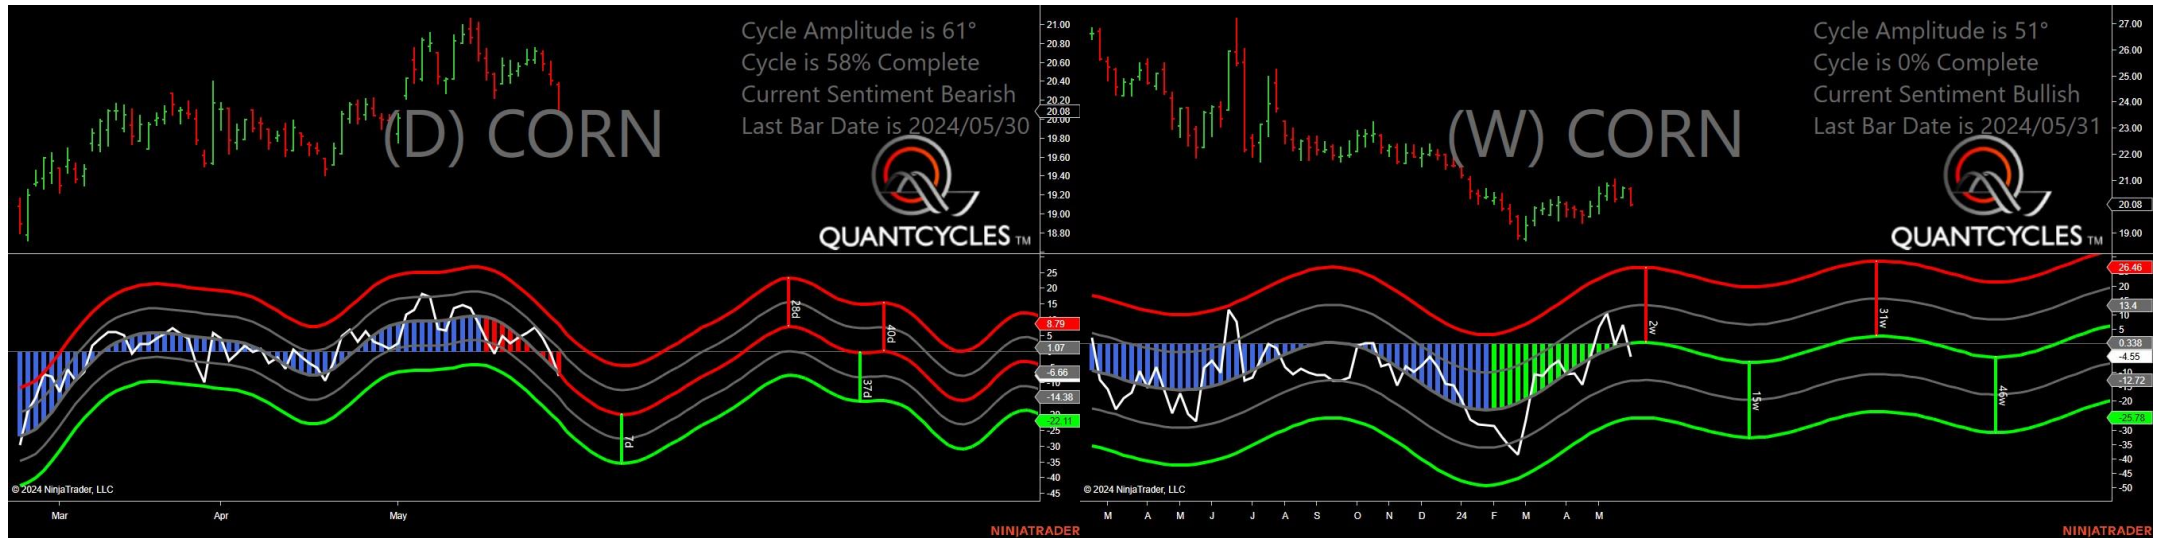 Cycle Amplitude is 61°
Cycle is 58% Complete
Current Sentiment Bearish
Last Bar Date is 2024/05/30
(D) CORN
QUANTCYCLES TM
21.00
20.80
20.60
20.40
20.20
20.08
20.00
19.80
19.60
19.40
19.20
19.00
18.80
25
20
15
8.79
5
1.07
-6.66
-10
-14.38
-22.11
-25
-30
-35
-40
-45
28d
40d
37d
7d
© 2024 NinjaTrader, LLC
Mar Apr May
NINJATRADER
Cycle Amplitude is 51°
Cycle is 0% Complete
Current Sentiment Bullish
Last Bar Date is 2024/05/31
(W) CORN
QUANTCYCLES TM
27.00
26.00
25.00
24.00
23.00
22.00
21.00
20.08
19.00
26.46
20
13.4
10
5
0.338
-4.55
-10
-12.72
-20
-25.78
-30
-35
-40
-45
-50
2w
31w
15w
46w
© 2024 NinjaTrader, LLC
M A M J J A S O N D 24 F M A M
NINJATRADER